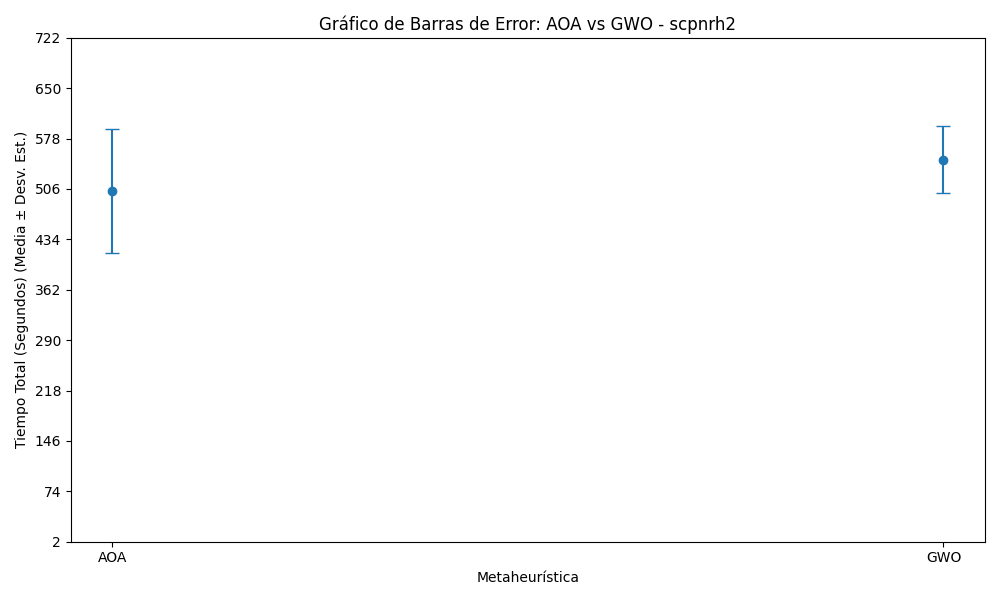 Gráfico de Barras de Error: AOA vs GWO - scpnrh2
Tiempo Total (Segundos) (Media ± Desv. Est.)
722
650
578
506
434
362
290
218
146
74
2
AOA
GWO
Metaheurística